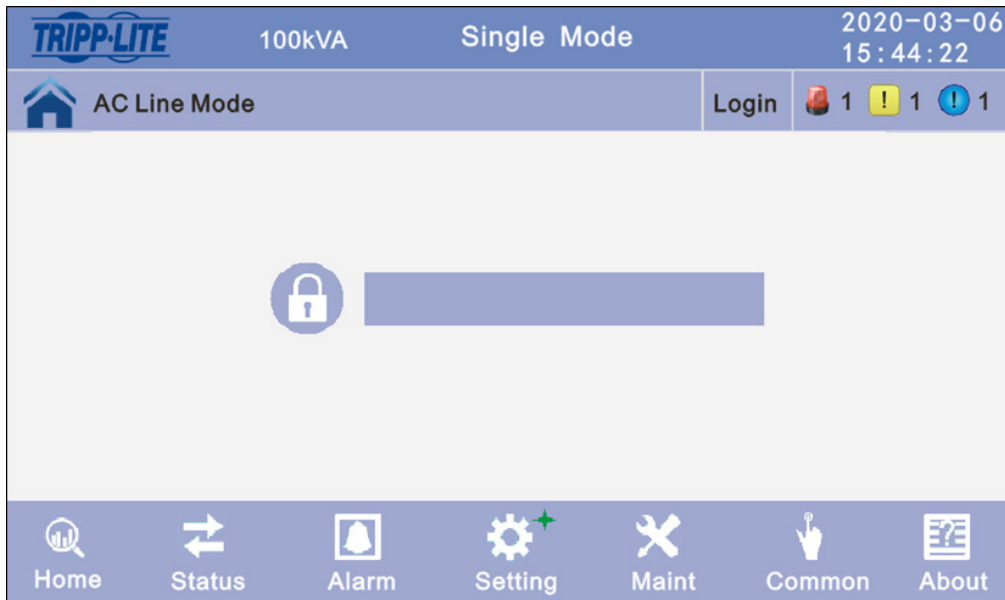 TRIPP·LITE 100kVA Single Mode 2020-03-06
15:44:22
AC Line Mode Login 1 ! 1 ! 1
Home Status Alarm Setting Maint Common About